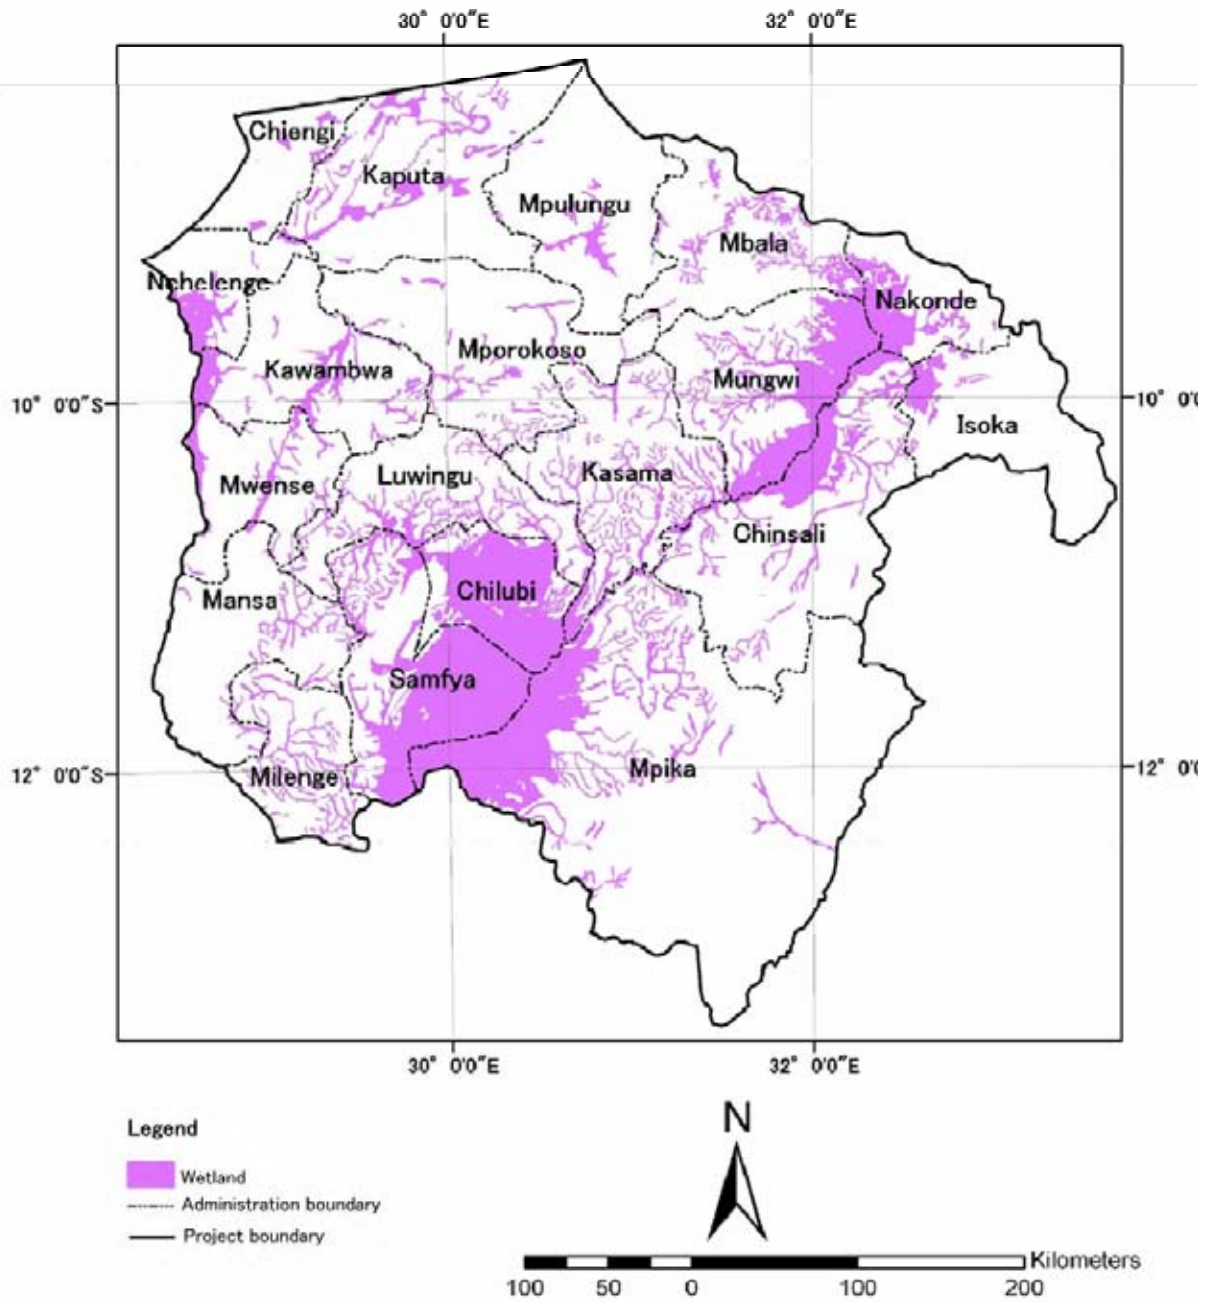 30° 0'0"E 32° 0'0"E
Chiengi
Kaputa
Mpulungu
Mbala
Nchelenge
Nakonde
Mporokoso
Kawambwa
Mungwi
10° 0'0"S 10° 0'0
Isoka
Kasama
Luwingu
Mwense
Chinsali
Chilubi
Mansa
Samfya
Mpika
Milenge
12° 0'0"S 12° 0'0
30° 0'0"E 32° 0'0"E
N
Legend
Wetland
Administration boundary
Project boundary
Kilometers
100 50 0 100 200